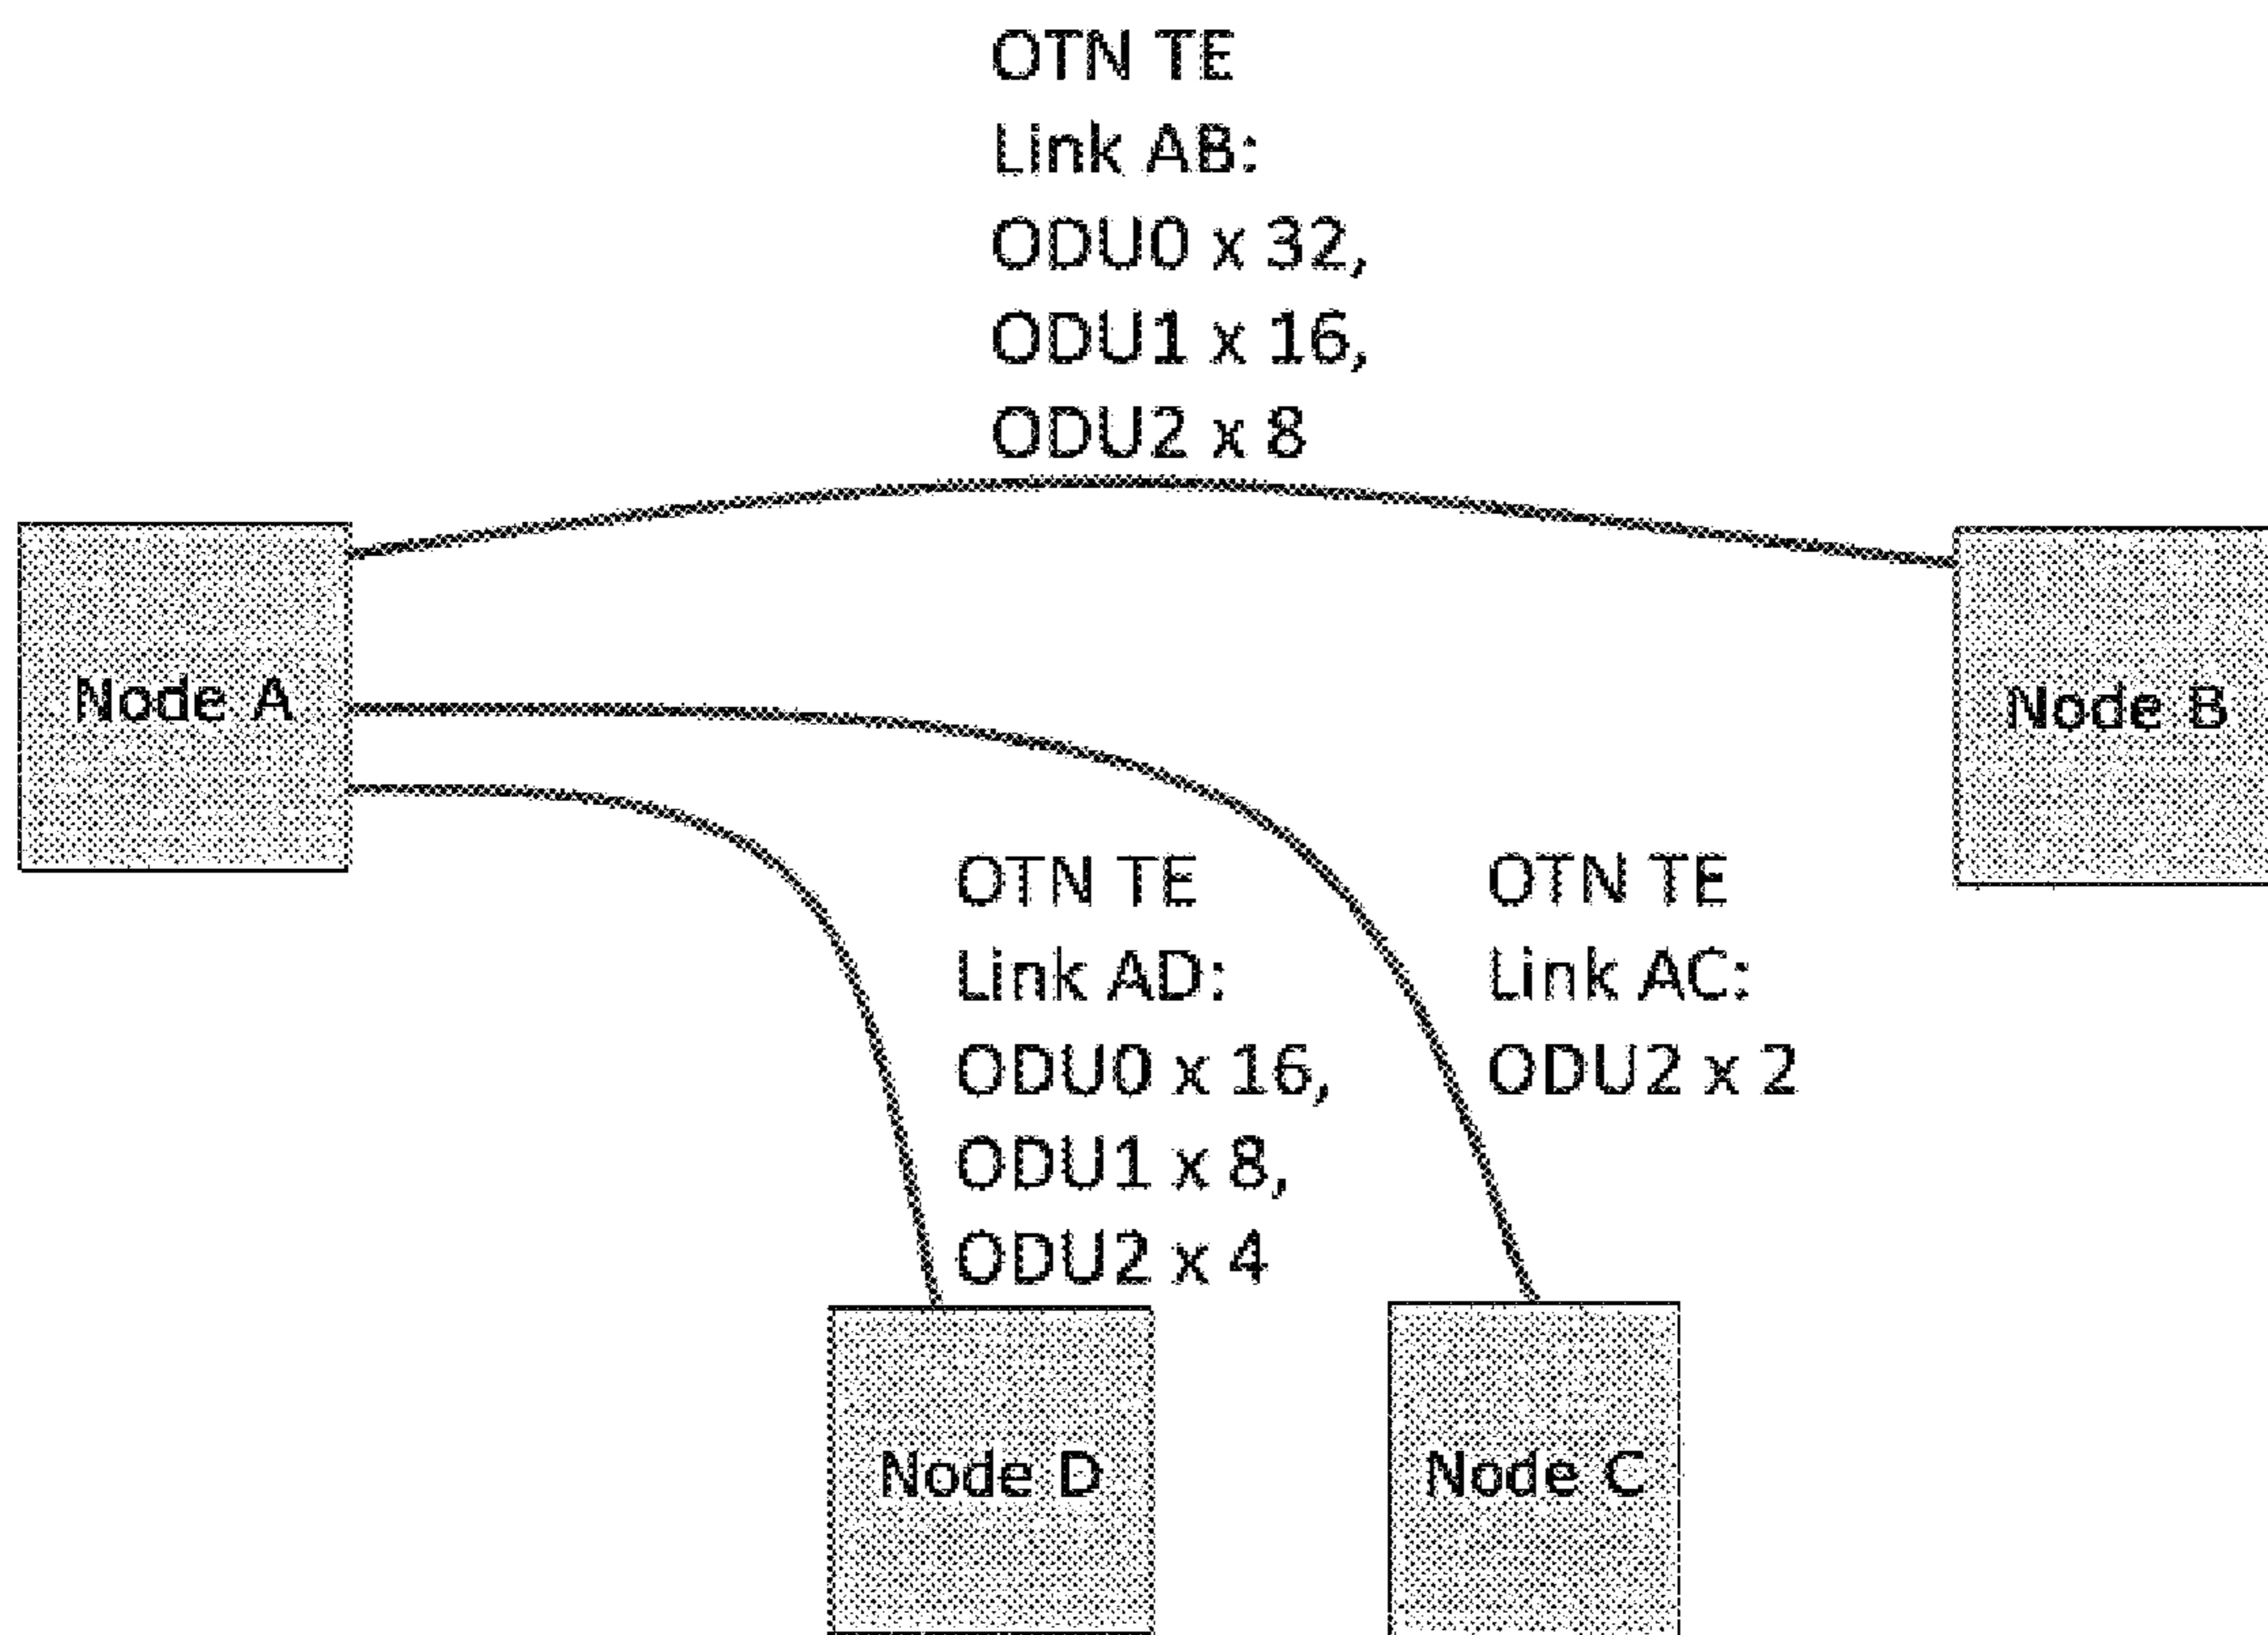 OTN TE
Link AB:
ODU0 x 32,
ODU1 x 16,
ODU2 x 8
Node A
Node B
OTN TE
Link AD:
ODU0 x 16,
ODU1 x 8,
ODU2 x 4
OTN TE
Link AC:
ODU2 x 2
Node D
Node C